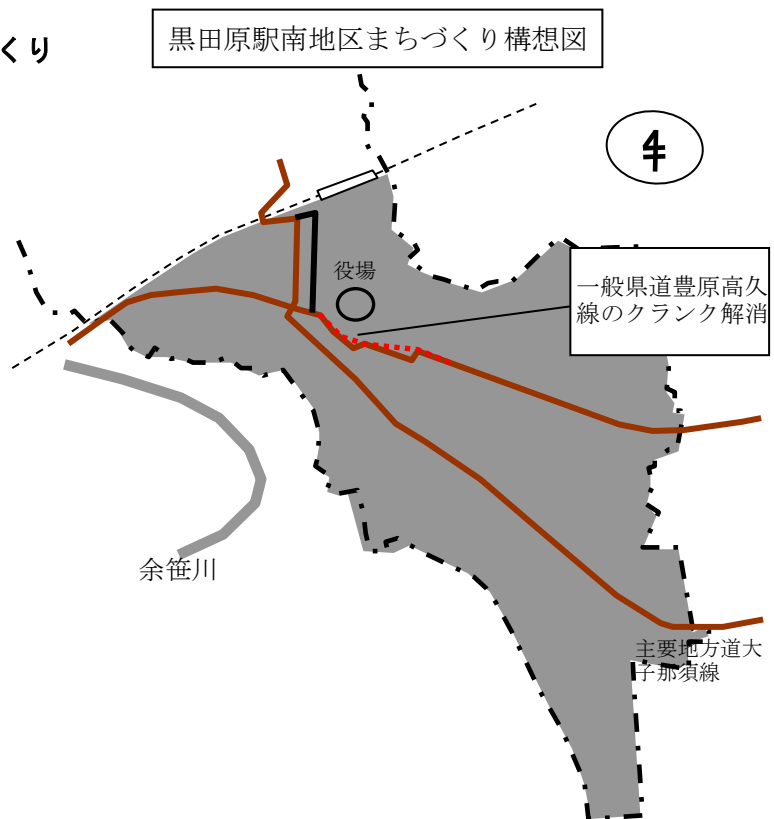 くり
黒田原駅南地区まちづくり構想図
役場
一般県道豊原高久
線のクランク解消
余笹川
主要地方道大
子那須線